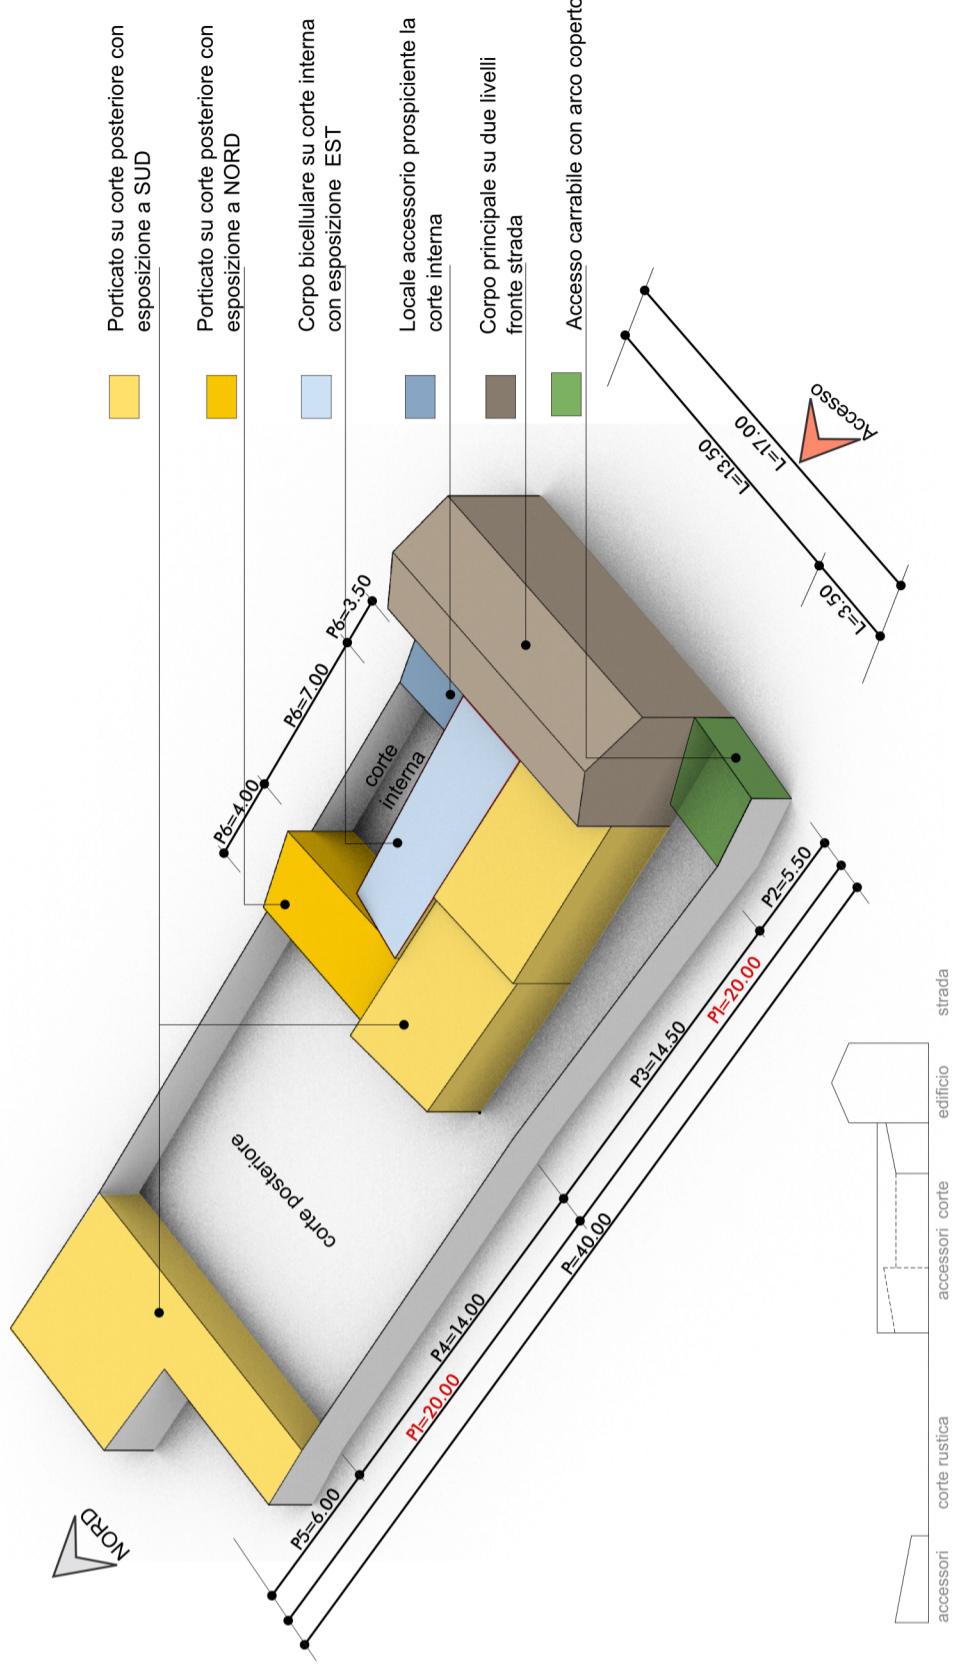 Porticato su corte posteriore con
esposizione a SUD
Porticato su corte posteriore con
esposizione a NORD
Corpo bicellulare su corte interna
con esposizione EST
Locale accessorio prospiciente la
corte interna
Corpo principale su due livelli
fronte strada
Accesso carrabile con arco coperto
P6=4.00
P6=7.00
P6=3.50
corte
interna
corte posteriore
L=13.50
L=17.00
L=3.50
Accesso
NORD
P5=6.00
P4=14.00
P3=14.50
P2=5.50
P1=20.00
P1=20.00
P=40.00
accessori
corte rustica
accessori
corte
edificio
strada